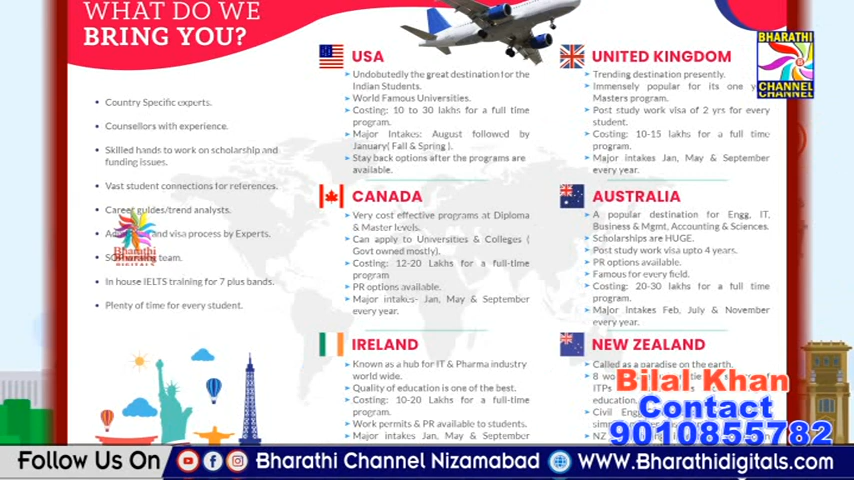 WHAT DO WE
BRING YOU?
Country Specific experts.
Counsellors with experience.
Skilled hands to work on scholarship and
funding issues.
Vast student connections for references.
Career guides/trend analysts.
and visa process by Experts.
team.
In house IELTS training for 7 plus bands.
Plenty of time for every student.
Bharathi
DIGITALS
USA
Undobutedly the great destination for the
Indian Students.
World Famous Universities.
Costing: 10 to 30 lakhs for a full time
program.
Major Intakes: August followed by
January( Fall & Spring ).
Stay back options after the programs are
available.
CANADA
Very cost effective programs at Diploma
& Master levels.
Can apply to Universities & Colleges (
Govt owned mostly).
Costing: 12-20 Lakhs for a full-time
program
PR options available.
Major intakes- Jan, May & September
every year.
IRELAND
Known as a hub for IT & Pharma industry
world wide.
Quality of education is one of the best.
Costing: 10-20 Lakhs for a full-time
program.
Work permits & PR available to students.
Major intakes Jan, May & September
UNITED KINGDOM
Trending destination presently.
Immensely popular for its one
Masters program.
Post study work visa of 2 yrs for every
student.
Costing: 10-15 lakhs for a full time
program.
Major intakes Jan, May & September
every year.
AUSTRALIA
A popular destination for Engg, IT,
Business & Mgmt, Accounting & Sciences.
Scholarships are HUGE.
Post study work visa upto 4 years.
PR options available.
Famous for every field.
Costing: 20-30 lakhs for a full-time
program.
Major Intakes Feb, July & November
every year.
NEW ZEALAND
Called as a paradise on the earth.
8
ITPs
education.
Civil
NZ
BHARATHI
CHANNEL
Bilal Khan
Contact
9010855782
Follow Us On Bharathi Channel Nizamabad www.Bharathidigitals.com